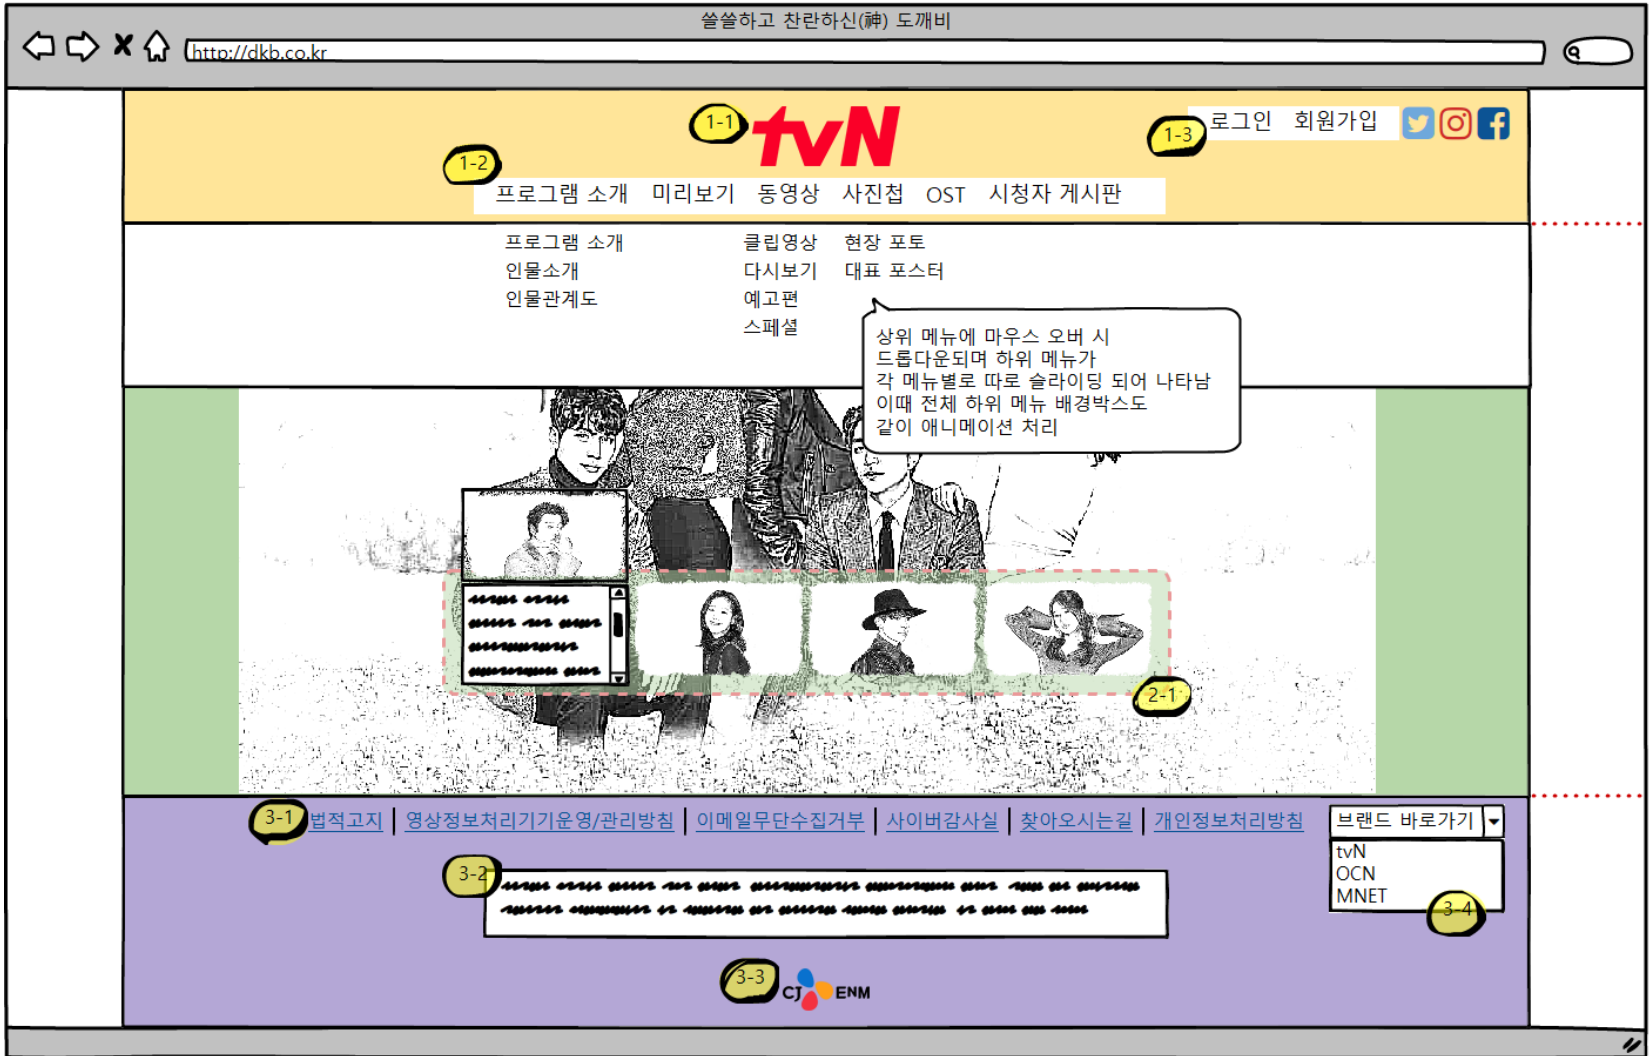 쓸쓸하고 찬란하신(神) 도깨비
http://dkb.co.kr
1-1
tvN
1-3
로그인 회원가입
1-2
프로그램 소개 미리보기 동영상 사진첩 OST 시청자 게시판
프로그램 소개 클립영상 현장 포토
인물소개 다시보기 대표 포스터
인물관계도 예고편
스페셜
상위 메뉴에 마우스 오버 시
드롭다운되며 하위 메뉴가
각 메뉴별로 따로 슬라이딩 되어 나타남
이때 전체 하위 메뉴 배경박스도
같이 애니메이션 처리
2-1
3-1
법적고지 | 영상정보처리기기운영/관리방침 | 이메일무단수집거부 | 사이버감사실 | 찾아오시는길 | 개인정보처리방침
브랜드 바로가기
tvN
OCN
MNET
3-4
3-2
3-3
CJ ENM